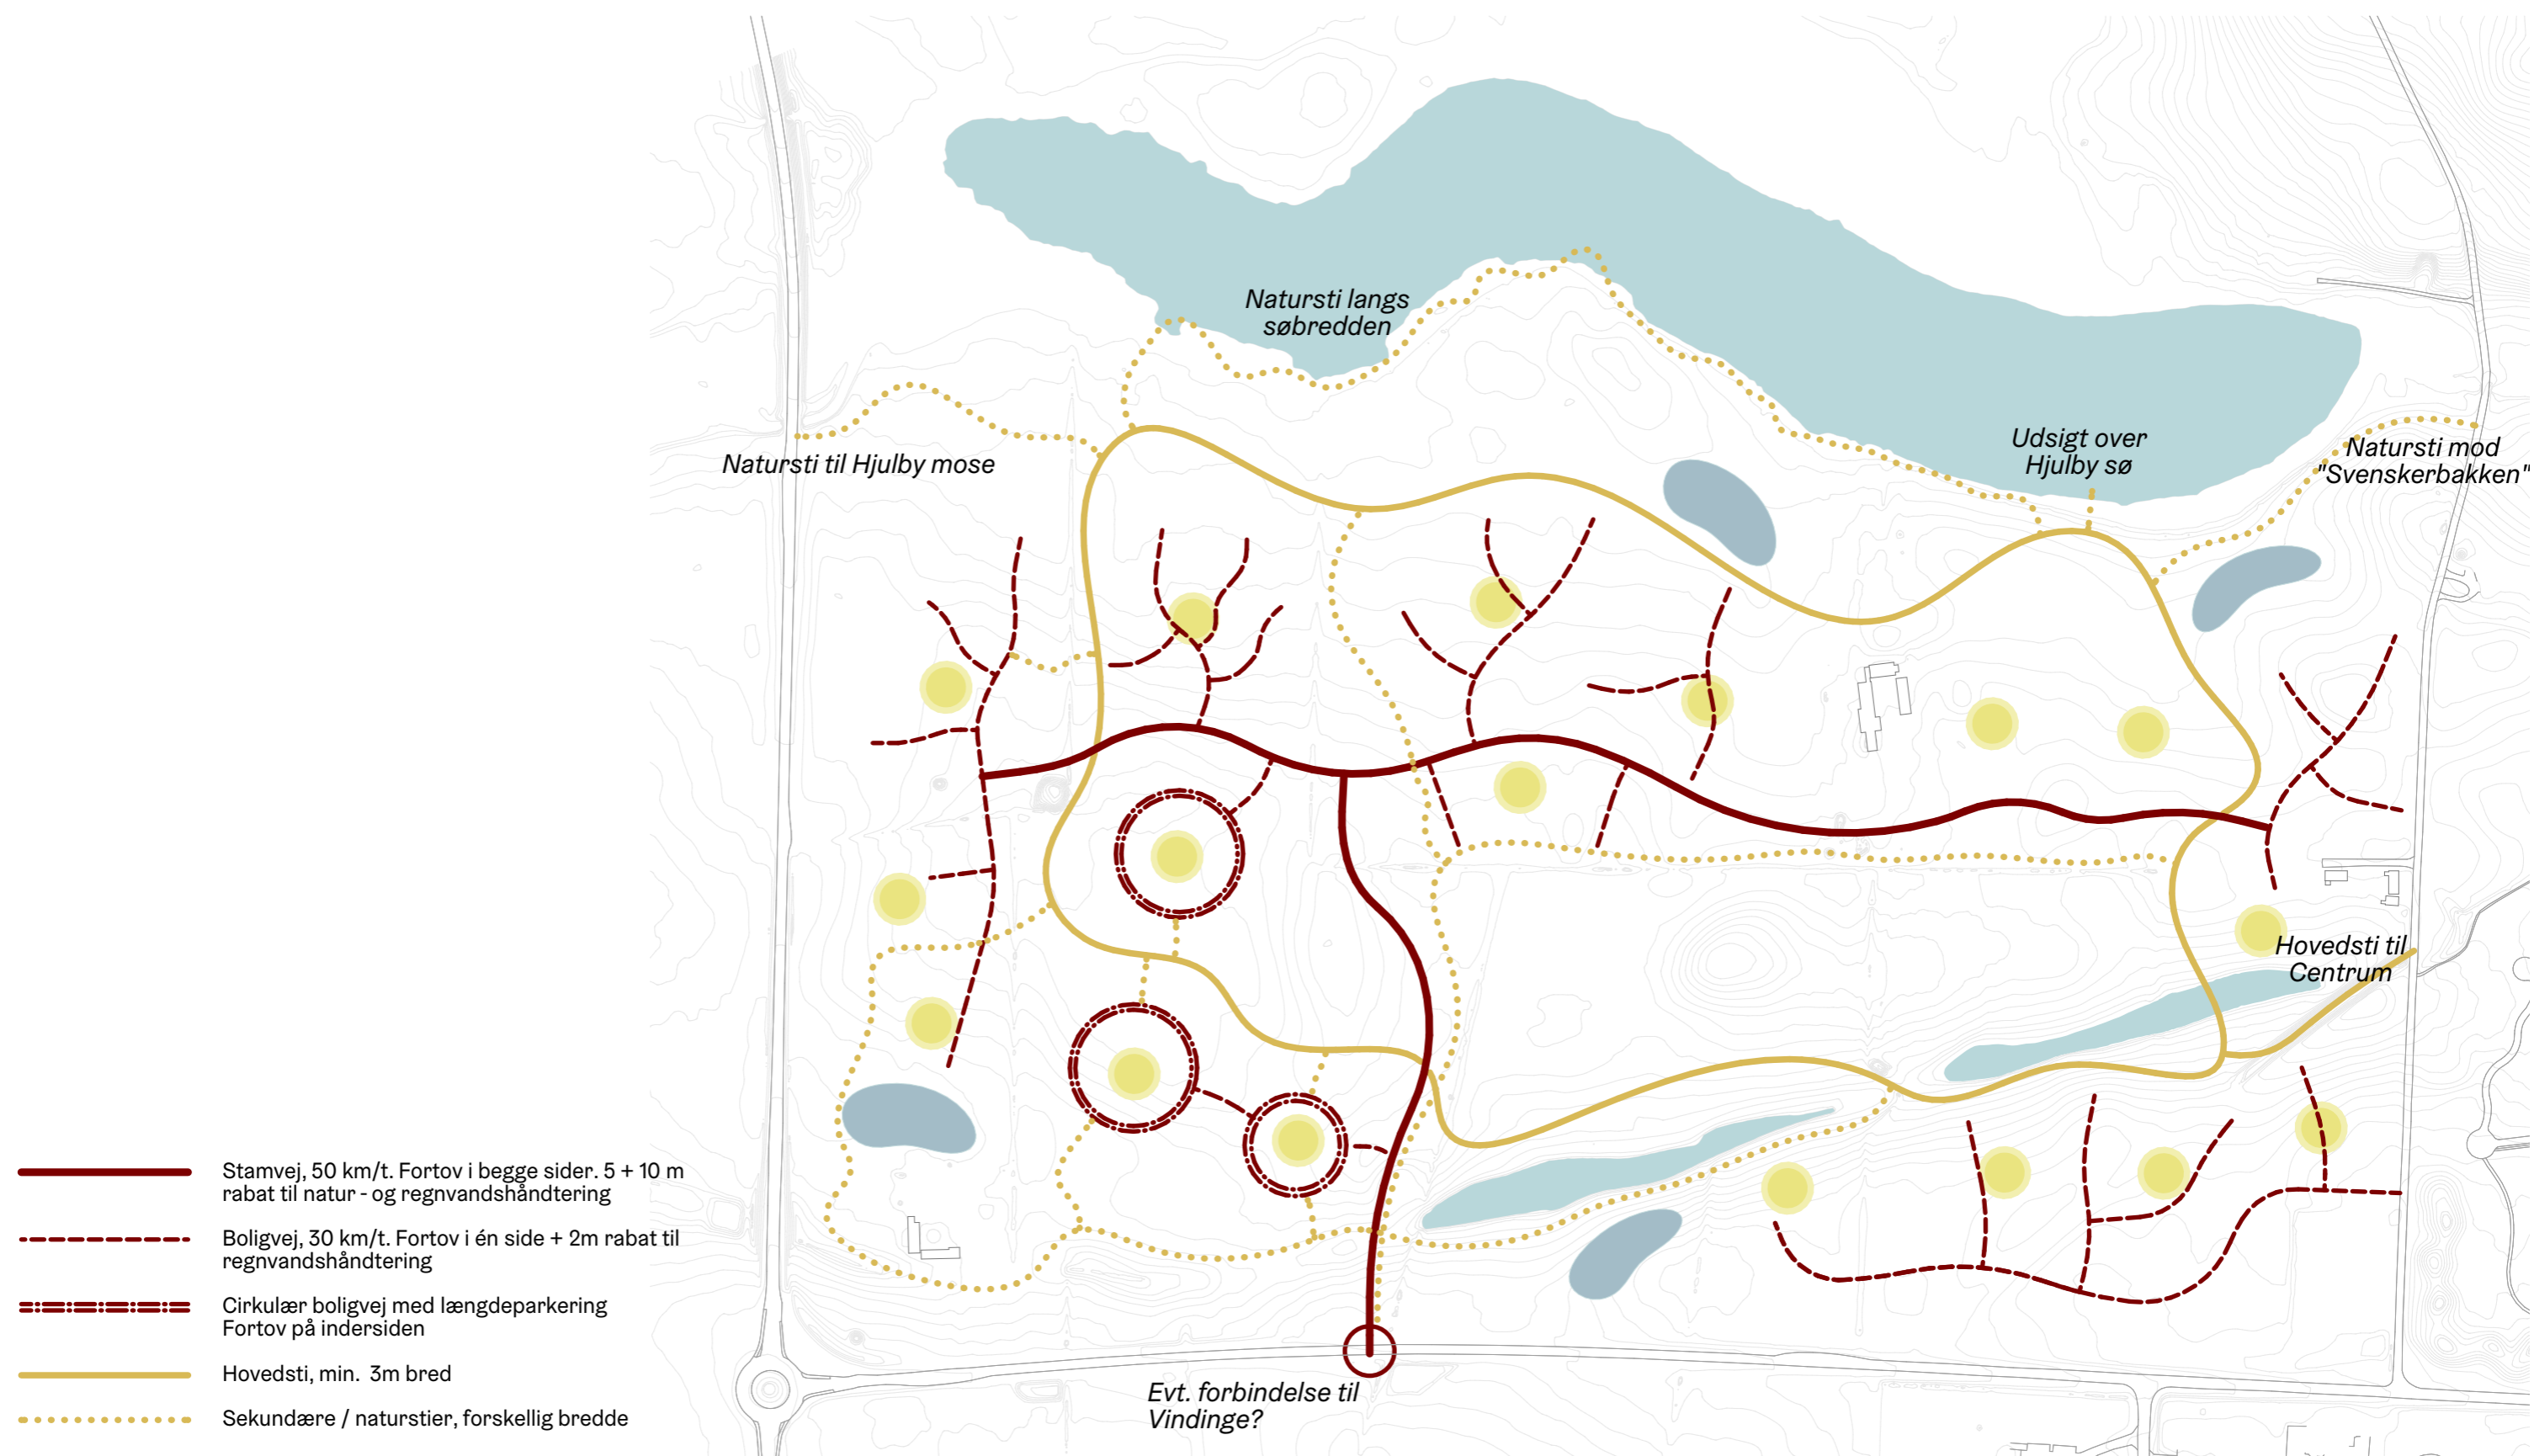 Natursti langs
søbredden
Udsigt over
Hjulby sø
Natursti mod
"Svenskerbakken"
Natursti til Hjulby mose
Hovedsti til
Centrum
Stamvej, 50 km/t. Fortov i begge sider. 5 + 10 m
rabat til natur - og regnvandshåndtering
Boligvej, 30 km/t. Fortov i én side + 2m rabat til
regnvandshåndtering
Cirkulær boligvej med længdeparkering
Fortov på indersiden
Hovedsti, min. 3m bred
Sekundære / naturstier, forskellig bredde
Evt. forbindelse til
Vindinge?